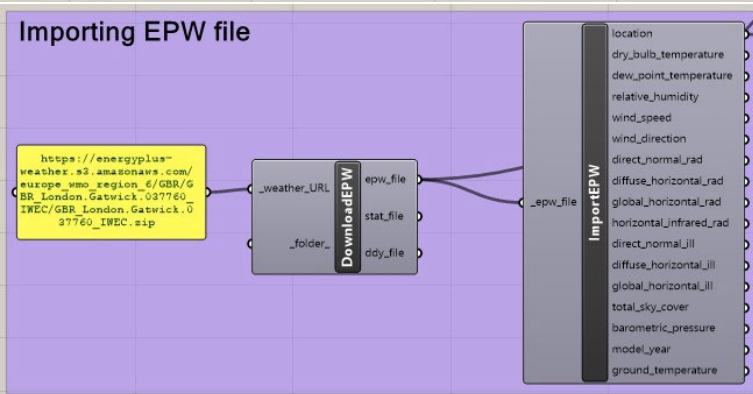 Importing EPW file
https://energyplus-
weather.s3.amazonaws.com/
europe_wmo_region_6/GBR/G
BR_London.Gatwick.037760_
IWEC/GBR_London.Gatwick.0
37760_IWEC.zip
_weather_URL
_folder_
DownloadEPW
epw_file
stat_file
ddy_file
_epw_file
ImportEPW
location
dry_bulb_temperature
dew_point_temperature
relative_humidity
wind_speed
wind_direction
direct_normal_rad
diffuse_horizontal_rad
global_horizontal_rad
horizontal_infrared_rad
direct_normal_ill
diffuse_horizontal_ill
global_horizontal_ill
total_sky_cover
barometric_pressure
model_year
ground_temperature